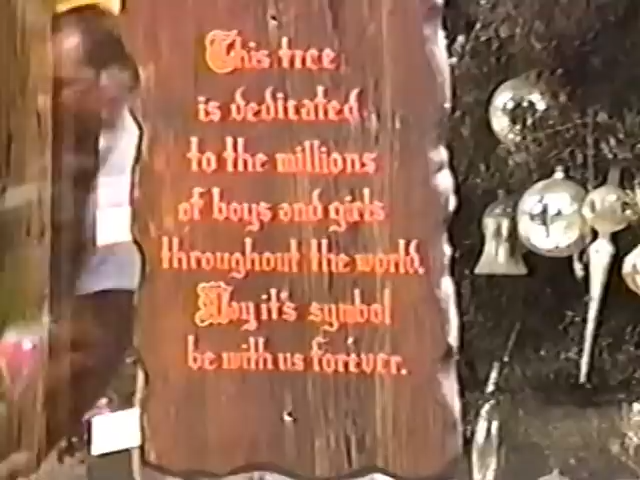 This tree
is dedicated
to the millions
of boys and girls
throughout the world.
May it's symbol
be with us forever.